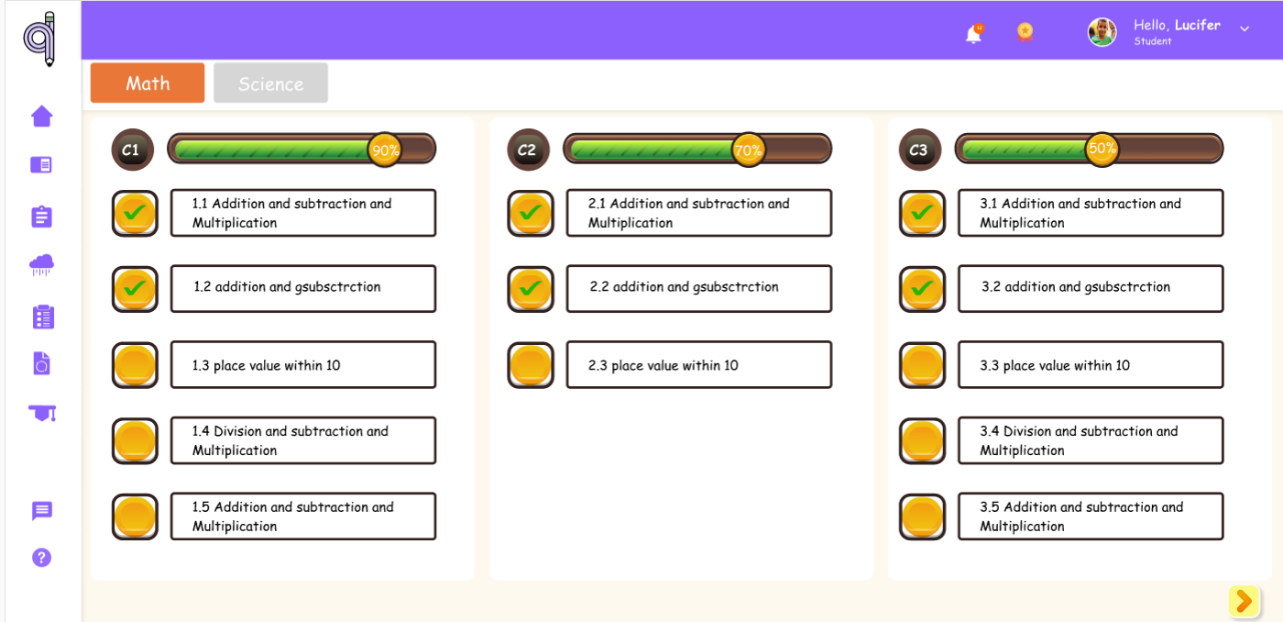 Hello, Lucifer
Student
Math
Science
C1
90%
1.1 Addition and subtraction and
Multiplication
1.2 addition and gsubsctrction
1.3 place value within 10
1.4 Division and subtraction and
Multiplication
1.5 Addition and subtraction and
Multiplication
C2
70%
2.1 Addition and subtraction and
Multiplication
2.2 addition and gsubsctrction
2.3 place value within 10
C3
50%
3.1 Addition and subtraction and
Multiplication
3.2 addition and gsubsctrction
3.3 place value within 10
3.4 Division and subtraction and
Multiplication
3.5 Addition and subtraction and
Multiplication
?